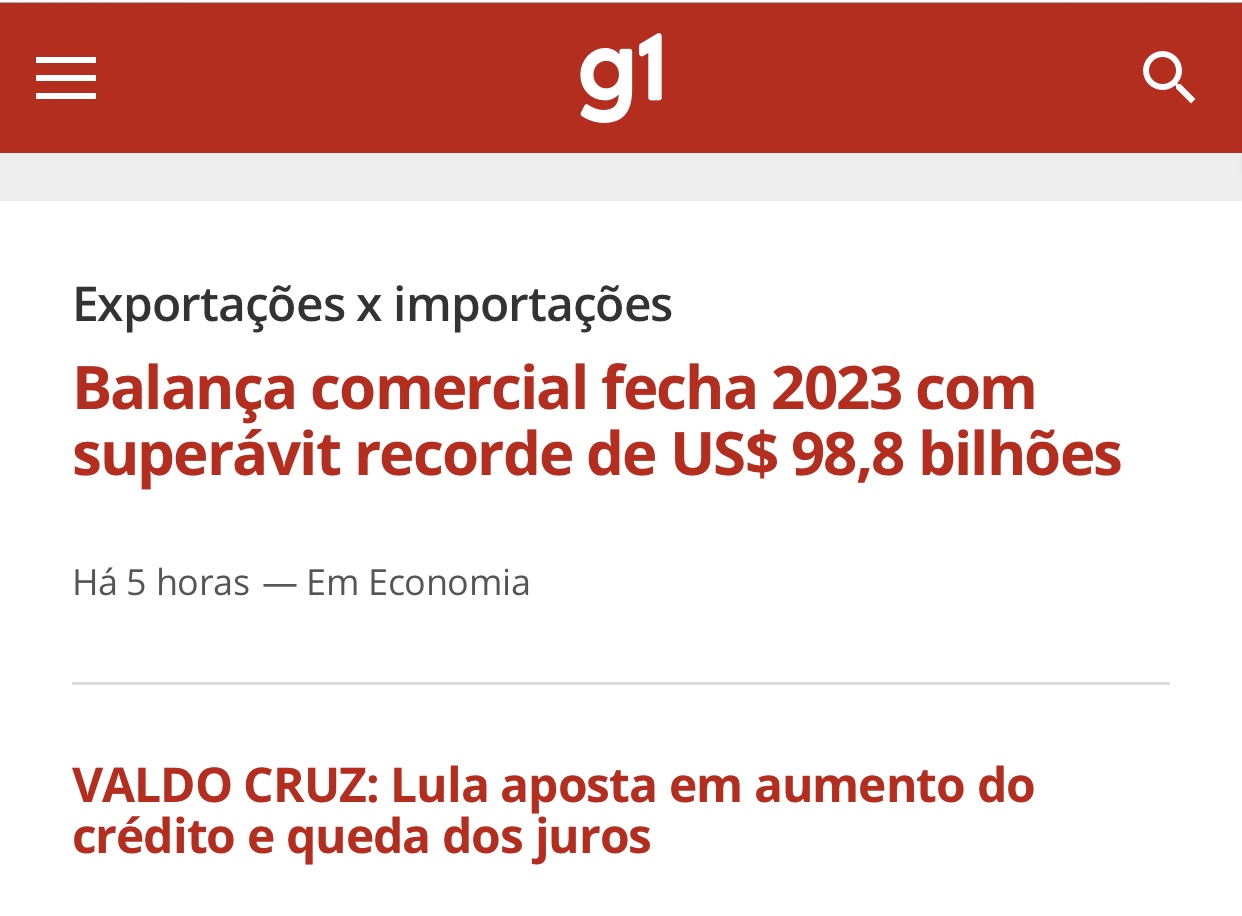 g1
Exportações x importações
Balança comercial fecha 2023 com
superávit recorde de US$ 98,8 bilhões
Há 5 horas — Em Economia
VALDO CRUZ: Lula aposta em aumento do
crédito e queda dos juros